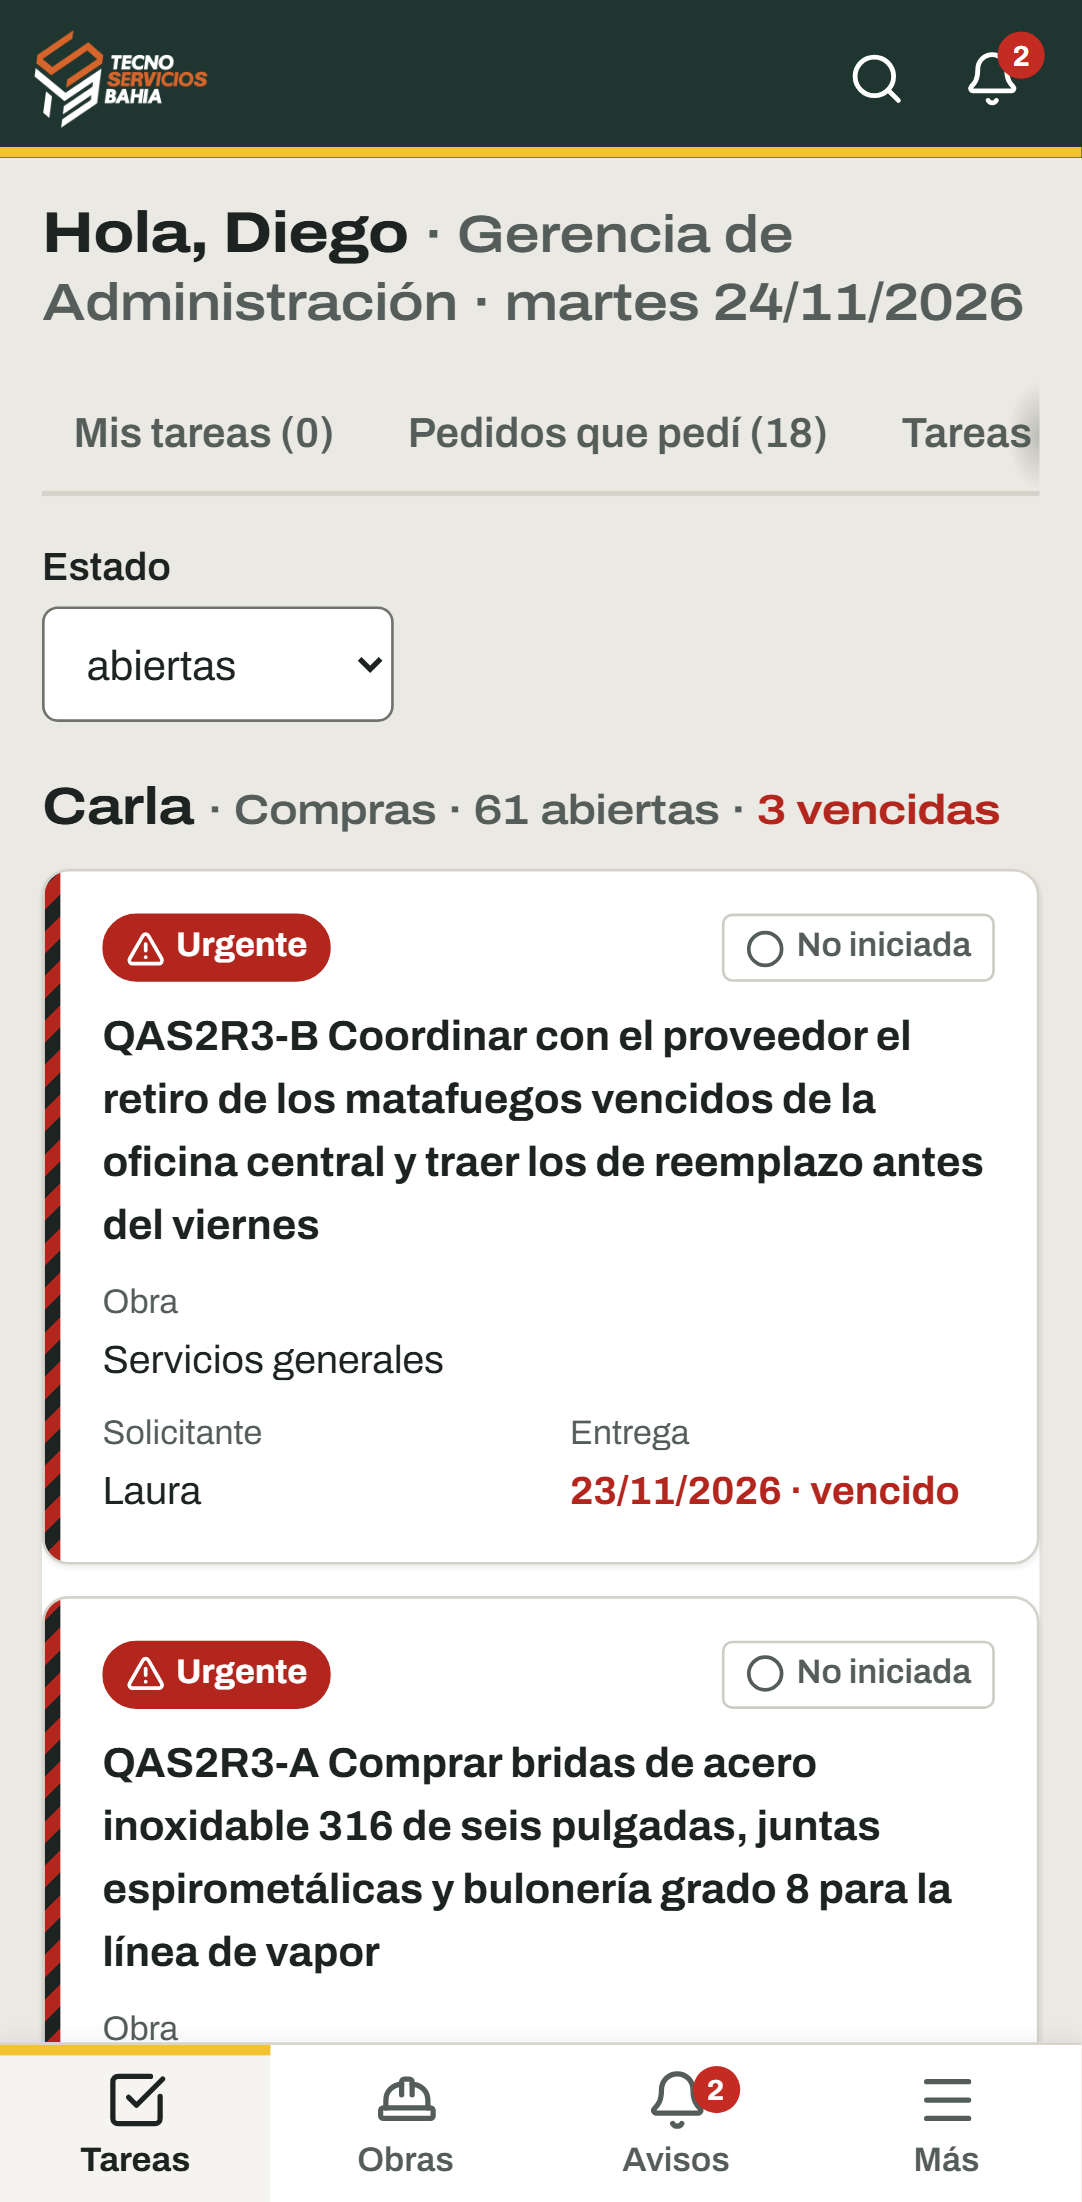 TECNO
SERVICIOS
BAHIA
2
Hola, Diego · Gerencia de
Administración · martes 24/11/2026
Mis tareas (0) Pedidos que pedí (18) Tareas
Estado
abiertas
Carla · Compras · 61 abiertas · 3 vencidas
Urgente No iniciada
QAS2R3-B Coordinar con el proveedor el
retiro de los matafuegos vencidos de la
oficina central y traer los de reemplazo antes
del viernes
Obra
Servicios generales
Solicitante Entrega
Laura 23/11/2026 · vencido
Urgente No iniciada
QAS2R3-A Comprar bridas de acero
inoxidable 316 de seis pulgadas, juntas
espirometálicas y bulonería grado 8 para la
línea de vapor
Obra
2
Tareas Obras Avisos Más